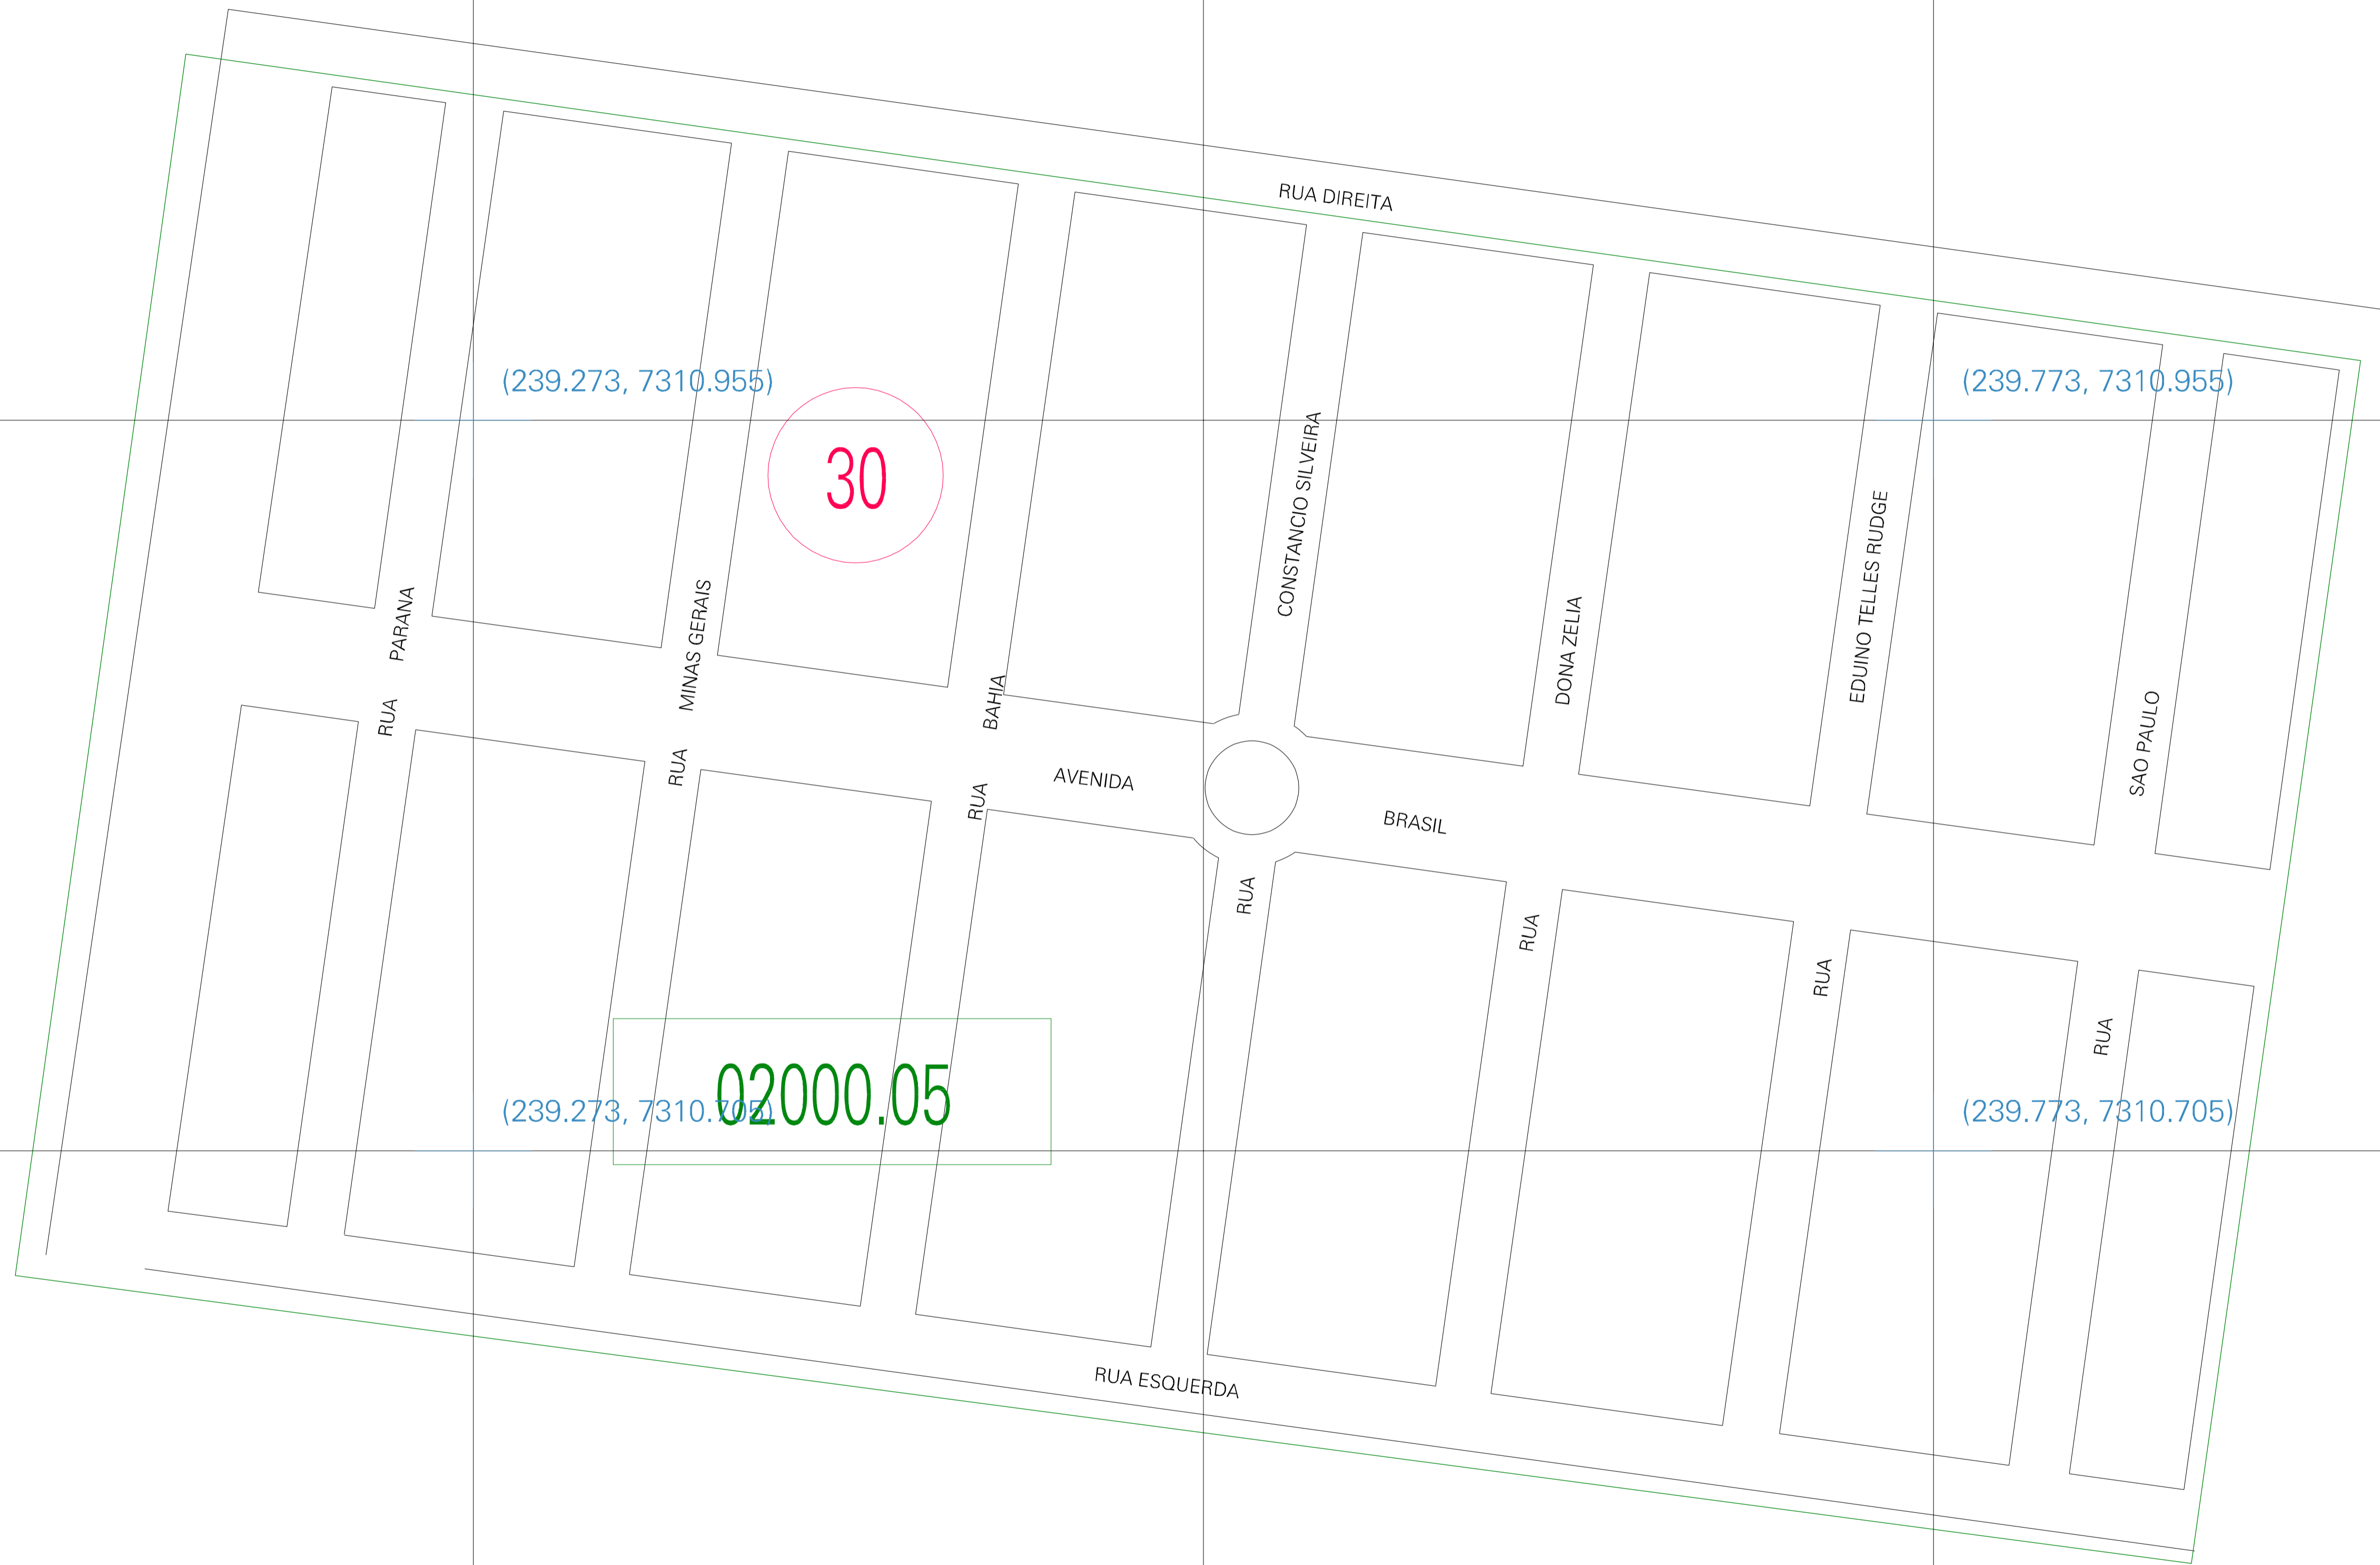 RUA DIREITA
(239.273, 7310.955)
(239.773, 7310.955)
30
CONSTANCIO SILVEIRA
EDUINO TELLES RUDGE
PARANA
MINAS GERAIS
DONA ZELIA
BAHIA
SAO PAULO
RUA
RUA
RUA
AVENIDA
BRASIL
RUA
RUA
RUA
RUA
02000.05
(239.273, 7310.705)
(239.773, 7310.705)
RUA ESQUERDA